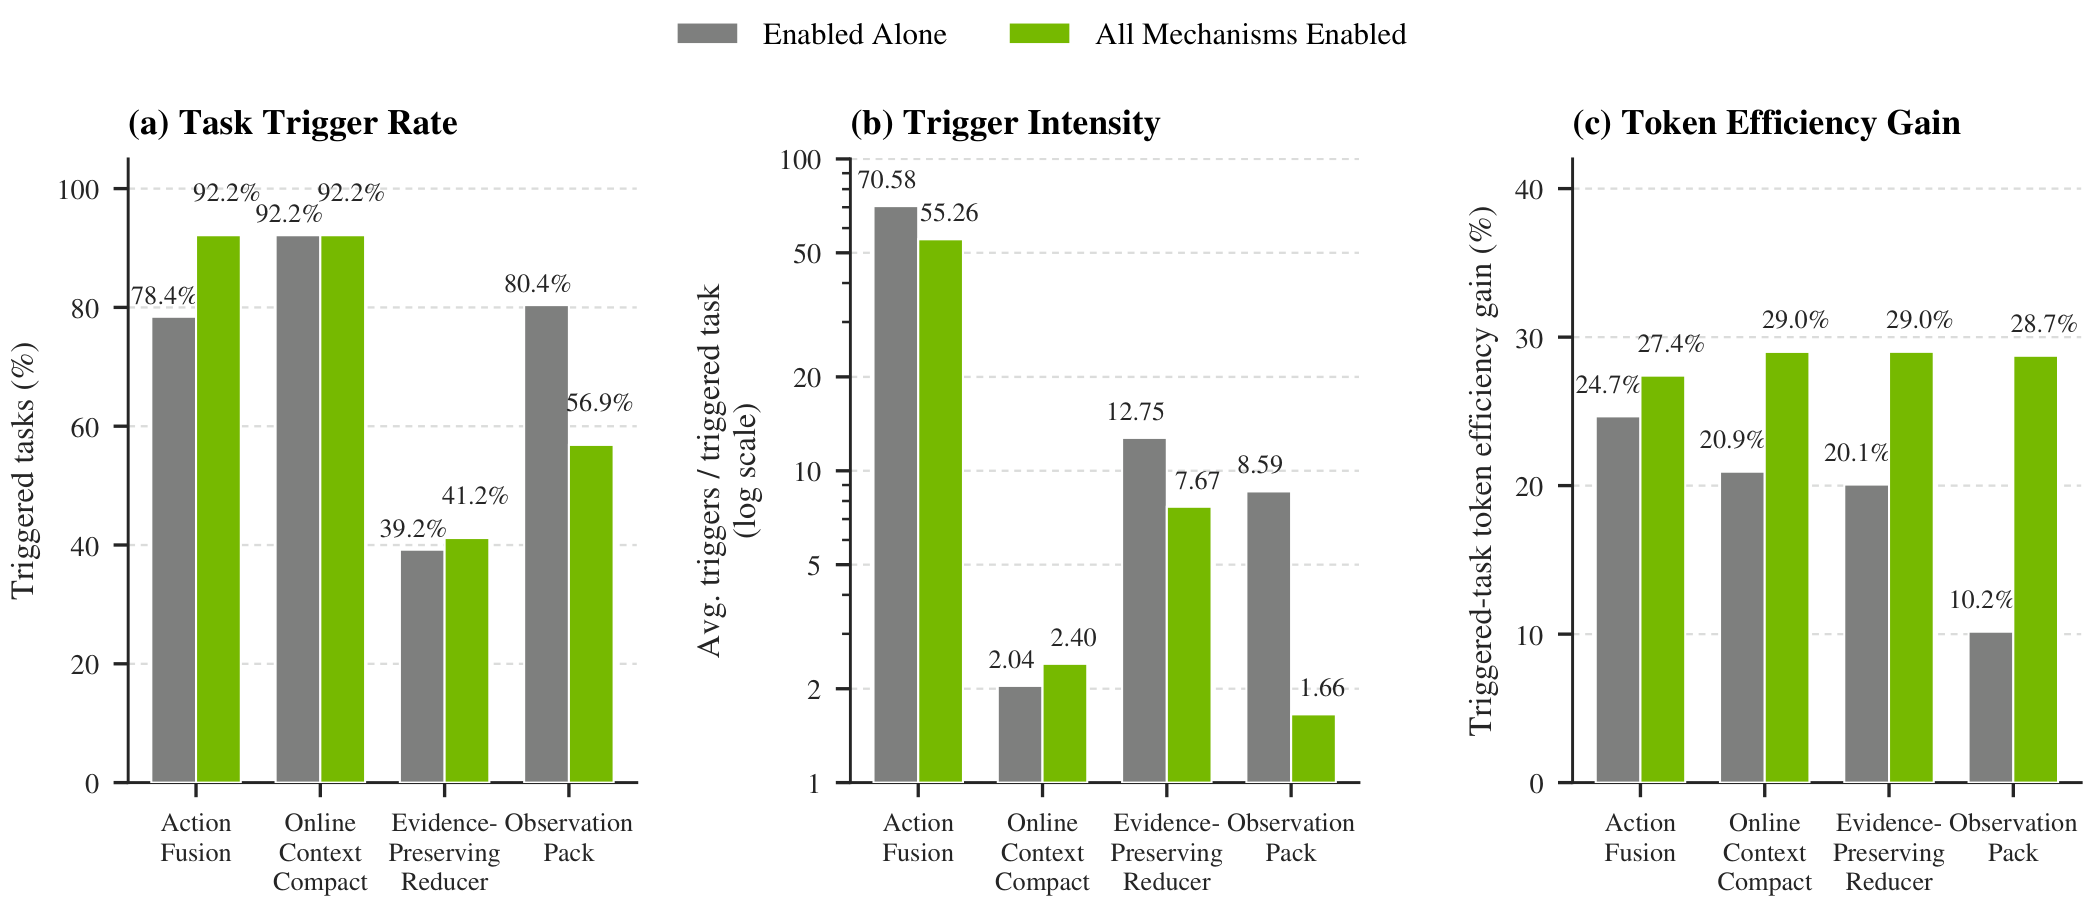 Enabled Alone
All Mechanisms Enabled
(a) Task Trigger Rate
Triggered tasks (%)
100
80
60
40
20
0
78.4%
92.2%
92.2%
92.2%
39.2%
41.2%
80.4%
56.9%
Action
Fusion
Online
Context
Compact
Evidence-
Preserving
Reducer
Observation
Pack
(b) Trigger Intensity
Avg. triggers / triggered task
(log scale)
100
50
20
10
5
2
1
70.58
55.26
2.04
2.40
12.75
7.67
8.59
1.66
Action
Fusion
Online
Context
Compact
Evidence-
Preserving
Reducer
Observation
Pack
(c) Token Efficiency Gain
Triggered-task token efficiency gain (%)
40
30
20
10
0
24.7%
27.4%
20.9%
29.0%
20.1%
29.0%
10.2%
28.7%
Action
Fusion
Online
Context
Compact
Evidence-
Preserving
Reducer
Observation
Pack